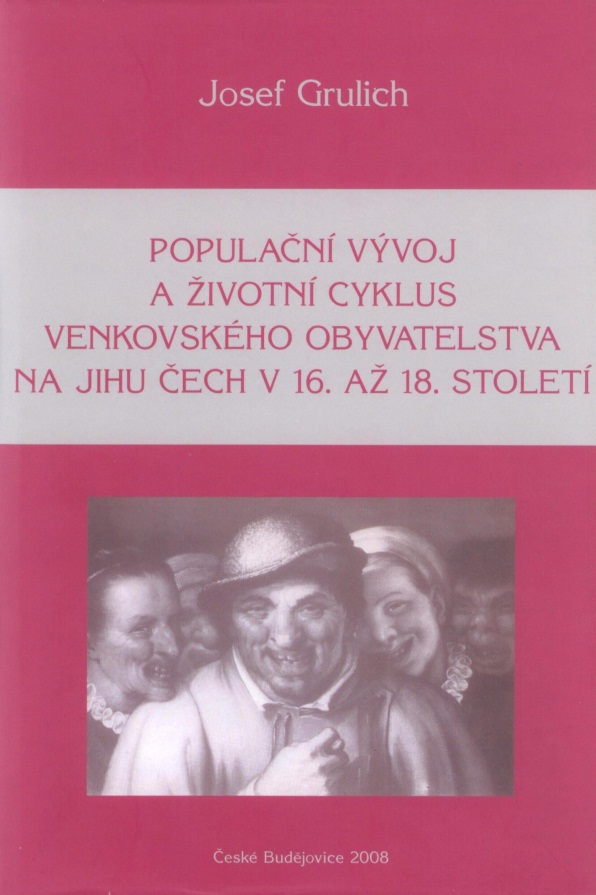 Josef Grulich
POPULAČNÍ VÝVOJ
A ŽIVOTNÍ CYKLUS
VENKOVSKÉHO OBYVATELSTVA
NA JIHU ČECH V 16. AŽ 18. STOLETÍ
České Budějovice 2008